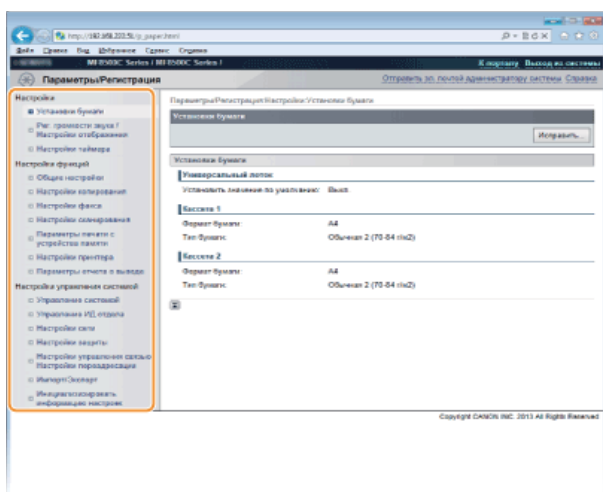 Файл Правка Вид Избранное Сервис Справка
MF8500C Series / MF8500C Series /
К порталу Выход из системы
Параметры/Регистрация
Отправить эл. почтой администратору системы Справка
Настройки
Установки бумаги
Рег. громкости звука /
Настройки отображения
Настройки таймера
Настройки функций
Общие настройки
Настройки копирования
Настройки факса
Настройки сканирования
Параметры печати с
устройства памяти
Настройки принтера
Параметры отчета о выводе
Настройки управления системой
Управление системой
Управление ИД отдела
Настройки сети
Настройки защиты
Настройки управления связью
Настройки переадресации
Импорт/Экспорт
Инициализировать
информацию настроек
Параметры/Регистрация:Настройки:Установки бумаги
Установки бумаги
Исправить...
Установки бумаги
Универсальный лоток
Установить значение по умолчанию: Выкл.
Кассета 1
Формат бумаги: A4
Тип бумаги: Обычная 2 (70-84 г/м2)
Кассета 2
Формат бумаги: A4
Тип бумаги: Обычная 2 (70-84 г/м2)
Copyright CANON INC. 2013 All Rights Reserved